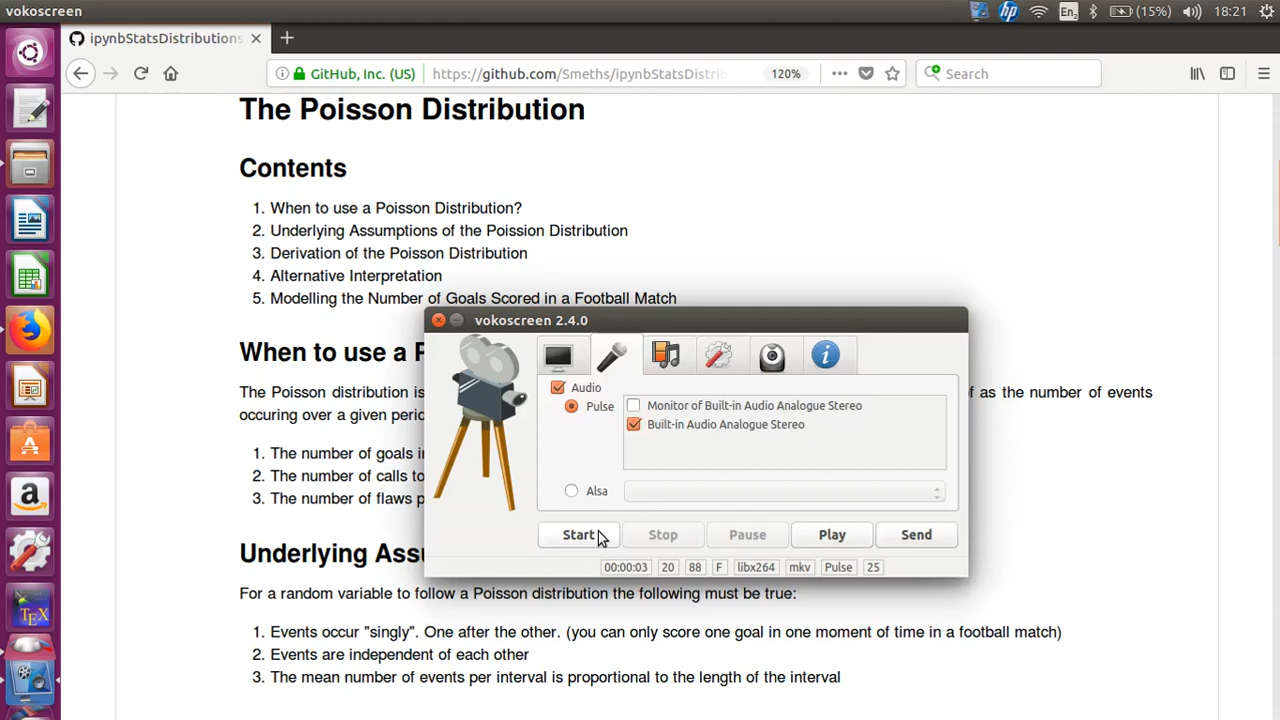 vokoscreen
En₂
(15%)
18:21
ipynbStatsDistributions
GitHub, Inc. (US)
https://github.com/Smeths/ipynbStatsDistrib
120%
Search
The Poisson Distribution
Contents
1. When to use a Poisson Distribution?
2. Underlying Assumptions of the Poission Distribution
3. Derivation of the Poisson Distribution
4. Alternative Interpretation
5. Modelling the Number of Goals Scored in a Football Match
When to use a P
The Poisson distribution is
of as the number of events
occuring over a given perio
1. The number of goals i
2. The number of calls to
3. The number of flaws p
vokoscreen 2.4.0
Audio
Pulse
Monitor of Built-in Audio Analogue Stereo
Built-in Audio Analogue Stereo
Alsa
Start
Stop
Pause
Play
Send
00:00:03 20 88 F libx264 mkv Pulse 25
Underlying Ass
For a random variable to follow a Poisson distribution the following must be true:
1. Events occur "singly". One after the other. (you can only score one goal in one moment of time in a football match)
2. Events are independent of each other
3. The mean number of events per interval is proportional to the length of the interval